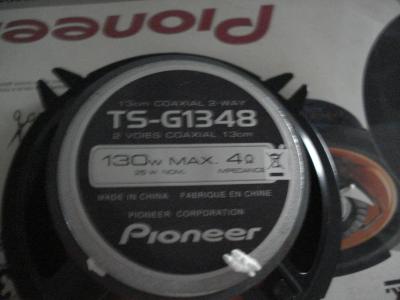 Pioneer
13cm COAXIAL 2-WAY
TS-G1348
2 VOIES COAXIAL 13cm
130W MAX. 4Ω
25 W NOM. IMPEDANCE
MADE IN CHINA FABRIQUE EN CHINE
PIONEER CORPORATION
Pioneer